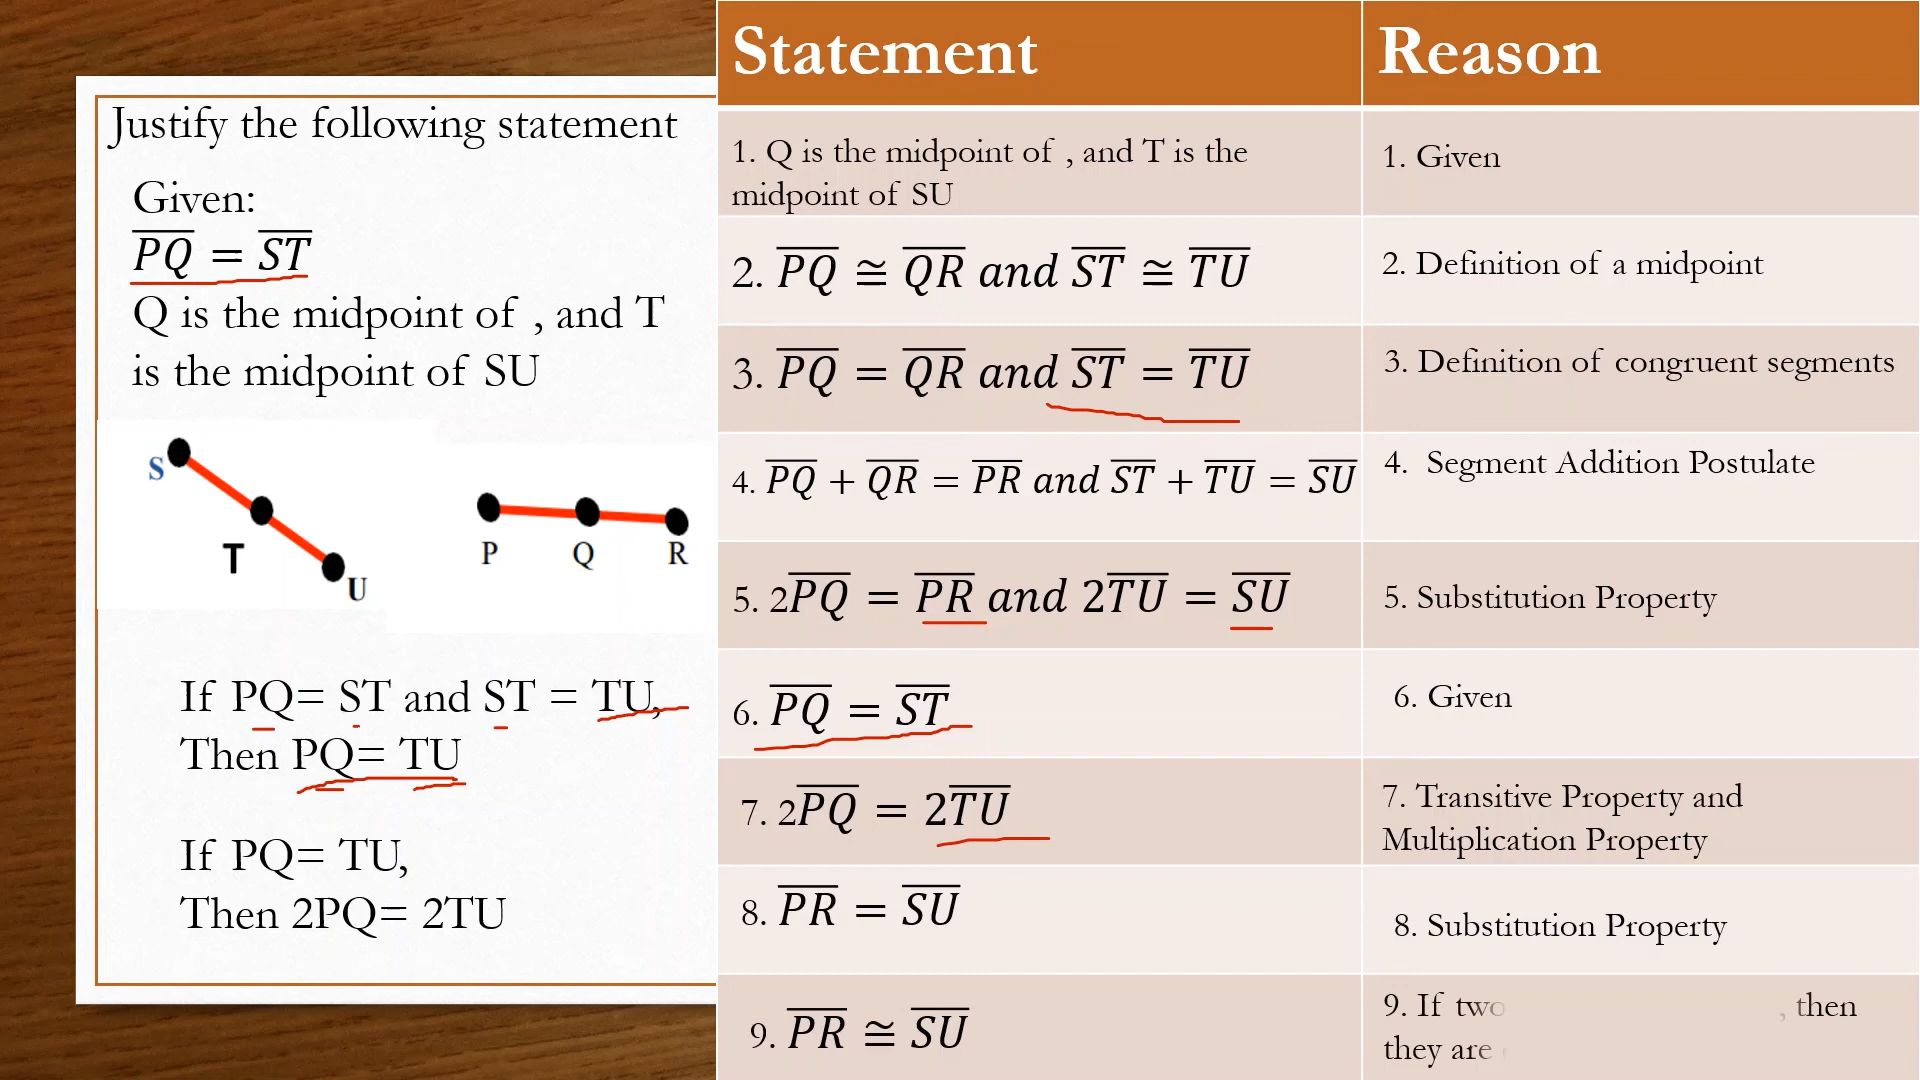 Justify the following statement
Given:
PQ = ST
Q is the midpoint of , and T
is the midpoint of SU
S
T
U
P Q R
If PQ= ST and ST = TU,
Then PQ= TU
If PQ= TU,
Then 2PQ= 2TU
Statement Reason
1. Q is the midpoint of , and T is the
midpoint of SU
1. Given
2. PQ ≅ QR and ST ≅ TU
2. Definition of a midpoint
3. PQ = QR and ST = TU
3. Definition of congruent segments
4. PQ + QR = PR and ST + TU = SU
4. Segment Addition Postulate
5. 2PQ = PR and 2TU = SU
5. Substitution Property
6. PQ = ST
6. Given
7. 2PQ = 2TU
7. Transitive Property and
Multiplication Property
8. PR = SU
8. Substitution Property
9. PR ≅ SU
9. If two , then
they are